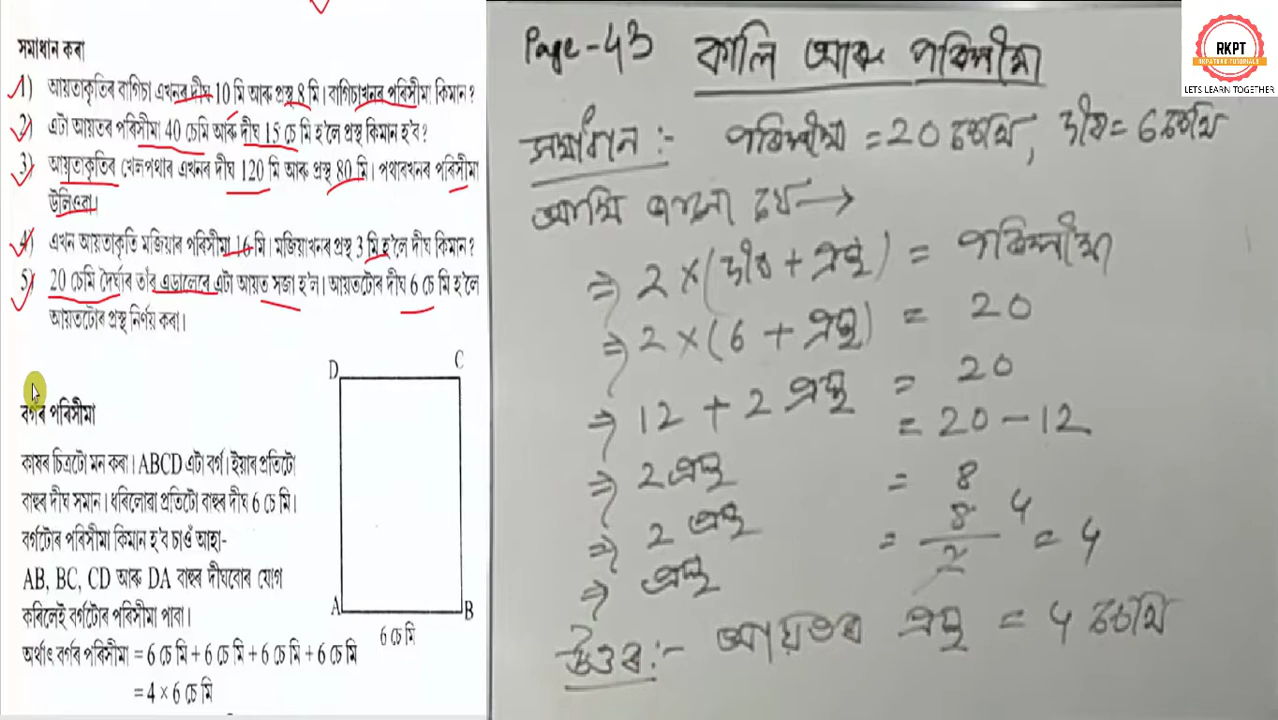 সমাধান কৰা
1) আয়তাকৃতিৰ বাগিচা এখনৰ দীঘ 10 মি আৰু প্ৰস্থ 8 মি। বাগিচাখনৰ পৰিসীমা কিমান?
2) এটা আয়তৰ পৰিসীমা 40 চেমি আৰু দীঘ 15 চে মি হ'লে প্ৰস্থ কিমান হ'ব?
3) আয়তাকৃতিৰ খেলপথাৰ এখনৰ দীঘ 120 মি আৰু প্ৰস্থ 80 মি। পথাৰখনৰ পৰিসীমা
উলিওৱা।
4) এখন আয়তাকৃতি মজিয়াৰ পৰিসীমা 16 মি। মজিয়াখনৰ প্ৰস্থ 3 মি হ'লে দীঘ কিমান?
5) 20 চেমি দৈৰ্ঘ্যৰ তাঁৰ এডালেৰে এটা আয়ত সজা হ'ল। আয়তটোৰ দীঘ 6 চে মি হ'লে
আয়তটোৰ প্ৰস্থ নিৰ্ণয় কৰা।
বৰ্গৰ পৰিসীমা
কাষৰ চিত্ৰটো মন কৰা। ABCD এটা বৰ্গ। ইয়াৰ প্ৰতিটো
বাহুৰ দীঘ সমান। ধৰিলোৱা প্ৰতিটো বাহুৰ দীঘ 6 চে মি।
বৰ্গটোৰ পৰিসীমা কিমান হ'ব চাওঁ আহা-
AB, BC, CD আৰু DA বাহুৰ দীঘবোৰ যোগ
কৰিলেই বৰ্গটোৰ পৰিসীমা পাবা।
অৰ্থাৎ বৰ্গৰ পৰিসীমা = 6 চে মি + 6 চে মি + 6 চে মি + 6 চে মি
= 4 × 6 চে মি
D C
A B
6 চে মি
Page-43 কালি আৰু পৰিসীমা
সমাধান :- পৰিসীমা = 20 চেমি, দীঘ = 6 চেমি
আমি জানো যে →
⇒ 2 × (দীঘ + প্ৰস্থ) = পৰিসীমা
⇒ 2 × (6 + প্ৰস্থ) = 20
⇒ 12 + 2 প্ৰস্থ = 20
⇒ 2 প্ৰস্থ = 20 - 12
⇒ 2 প্ৰস্থ = 8
⇒ প্ৰস্থ = 8/2 4 = 4
উত্তৰ :- আয়তৰ প্ৰস্থ = 4 চেমি
RKPT
LETS LEARN TOGETHER